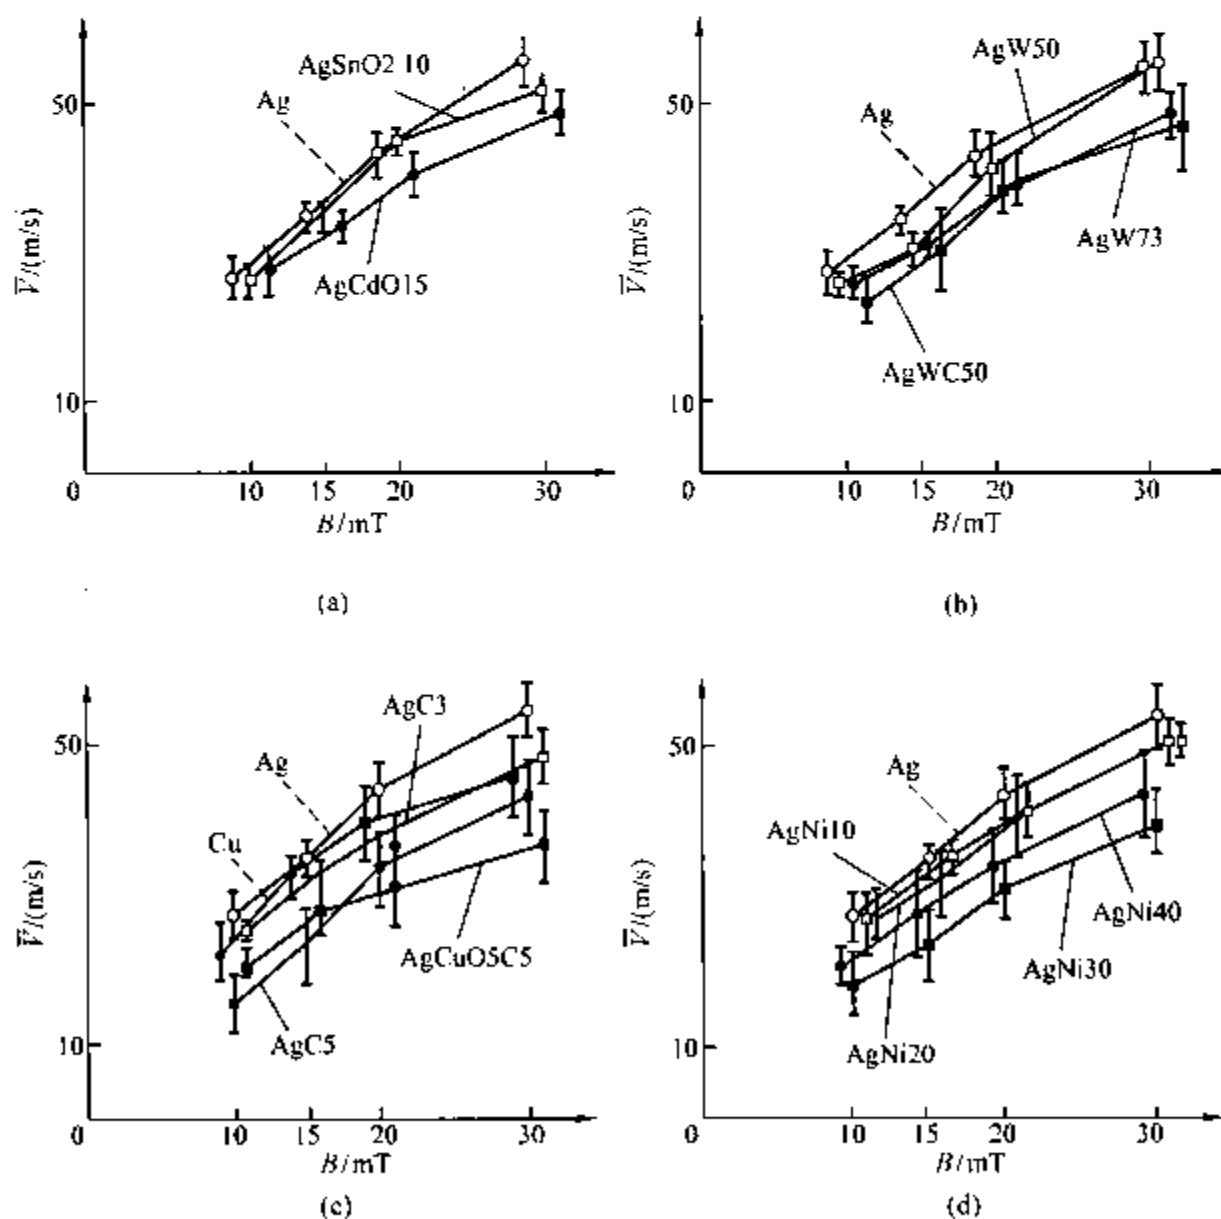 AgSnO2 10
Ag
50
V̅/(m/s)
AgCdO15
10
0
10
15
20
30
B/mT
(a)
AgW50
50
Ag
V̅/(m/s)
AgW73
AgWC50
10
0
10
15
20
30
B/mT
(b)
AgC3
50
Ag
Cu
V̅/(m/s)
AgCuO5C5
AgC5
10
0
10
15
20
30
B/mT
(c)
50
Ag
AgNi10
V̅/(m/s)
AgNi40
AgNi30
AgNi20
10
0
10
15
20
30
B/mT
(d)